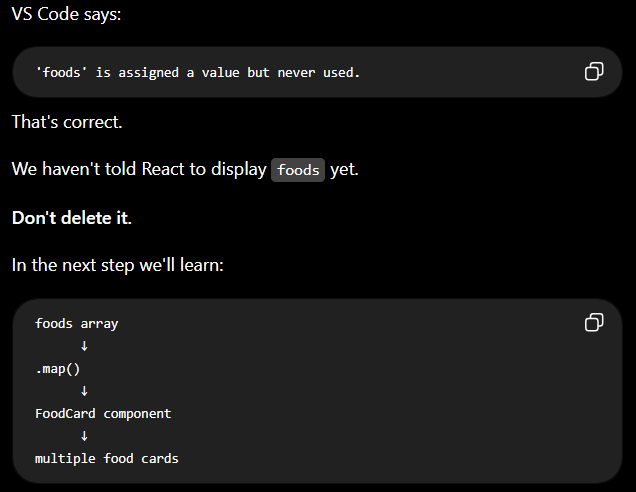 VS Code says:
'foods' is assigned a value but never used.
That's correct.
We haven't told React to display foods yet.
Don't delete it.
In the next step we'll learn:
foods array
↓
.map()
↓
FoodCard component
↓
multiple food cards